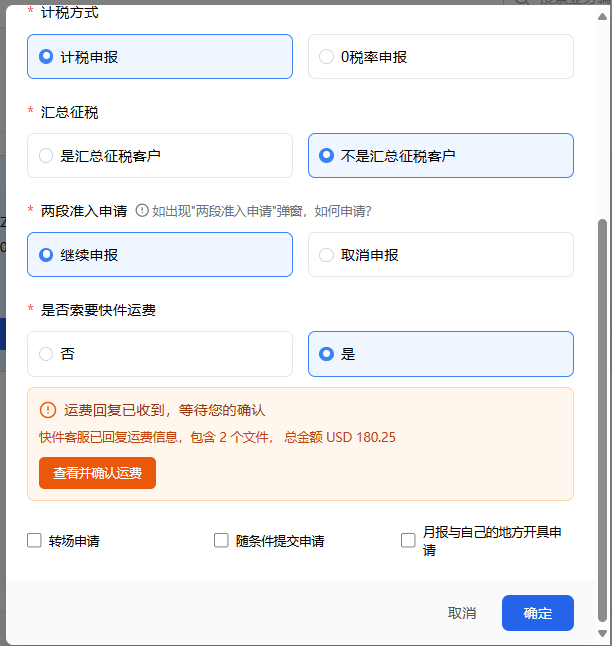 * 计税方式
计税申报
0税率申报
* 汇总征税
是汇总征税客户
不是汇总征税客户
* 两段准入申请 如出现"两段准入申请"弹窗，如何申请?
继续申报
取消申报
* 是否索要快件运费
否
是
运费回复已收到，等待您的确认
快件客服已回复运费信息，包含 2 个文件， 总金额 USD 180.25
查看并确认运费
转场申请
随条件提交申请
月报与自己的地方开具申
请
取消
确定